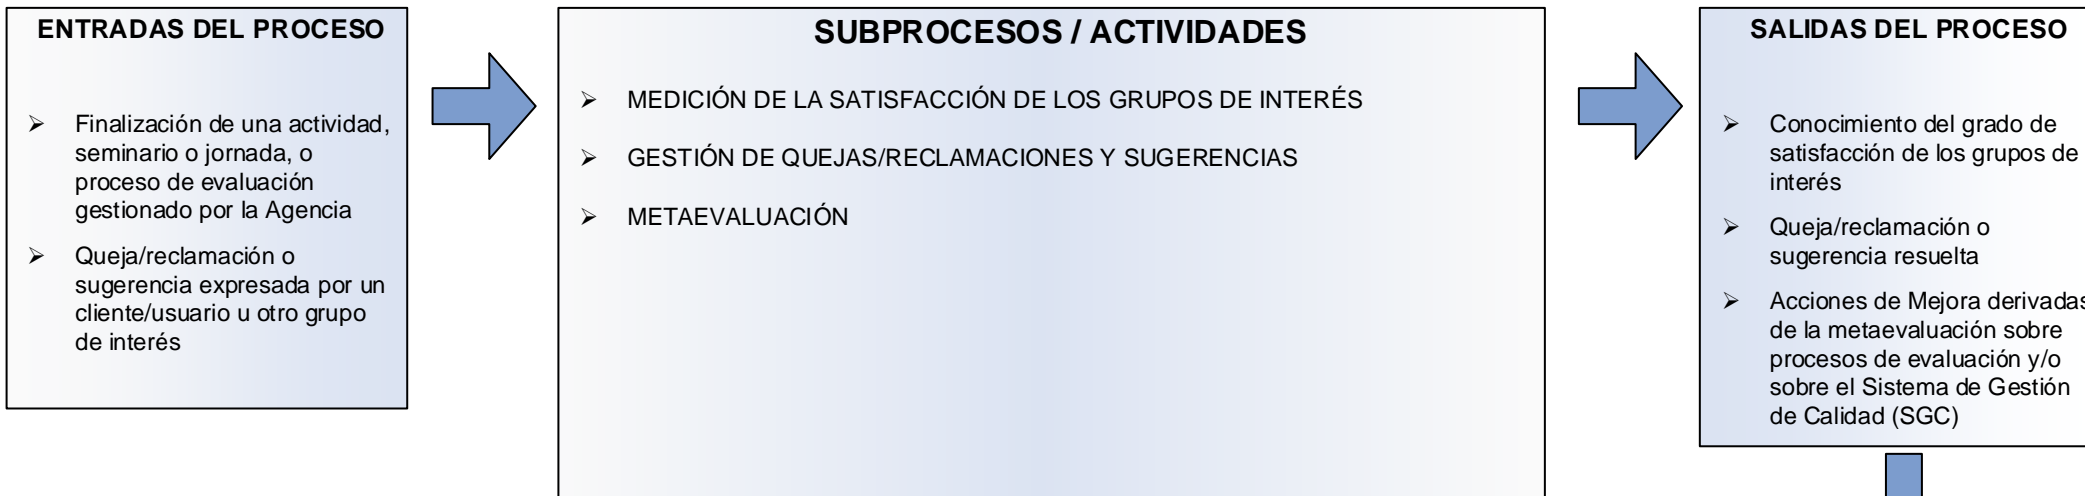 ENTRADAS DEL PROCESO
Finalización de una actividad,
seminario o jornada, o
proceso de evaluación
gestionado por la Agencia
Queja/reclamación o
sugerencia expresada por un
cliente/usuario u otro grupo
de interés
SUBPROCESOS / ACTIVIDADES
MEDICIÓN DE LA SATISFACCIÓN DE LOS GRUPOS DE INTERÉS
GESTIÓN DE QUEJAS/RECLAMACIONES Y SUGERENCIAS
METAEVALUACIÓN
SALIDAS DEL PROCESO
Conocimiento del grado de
satisfacción de los grupos de
interés
Queja/reclamación o
sugerencia resuelta
Acciones de Mejora derivadas
de la metaevaluación sobre
procesos de evaluación y/o
sobre el Sistema de Gestión
de Calidad (SGC)